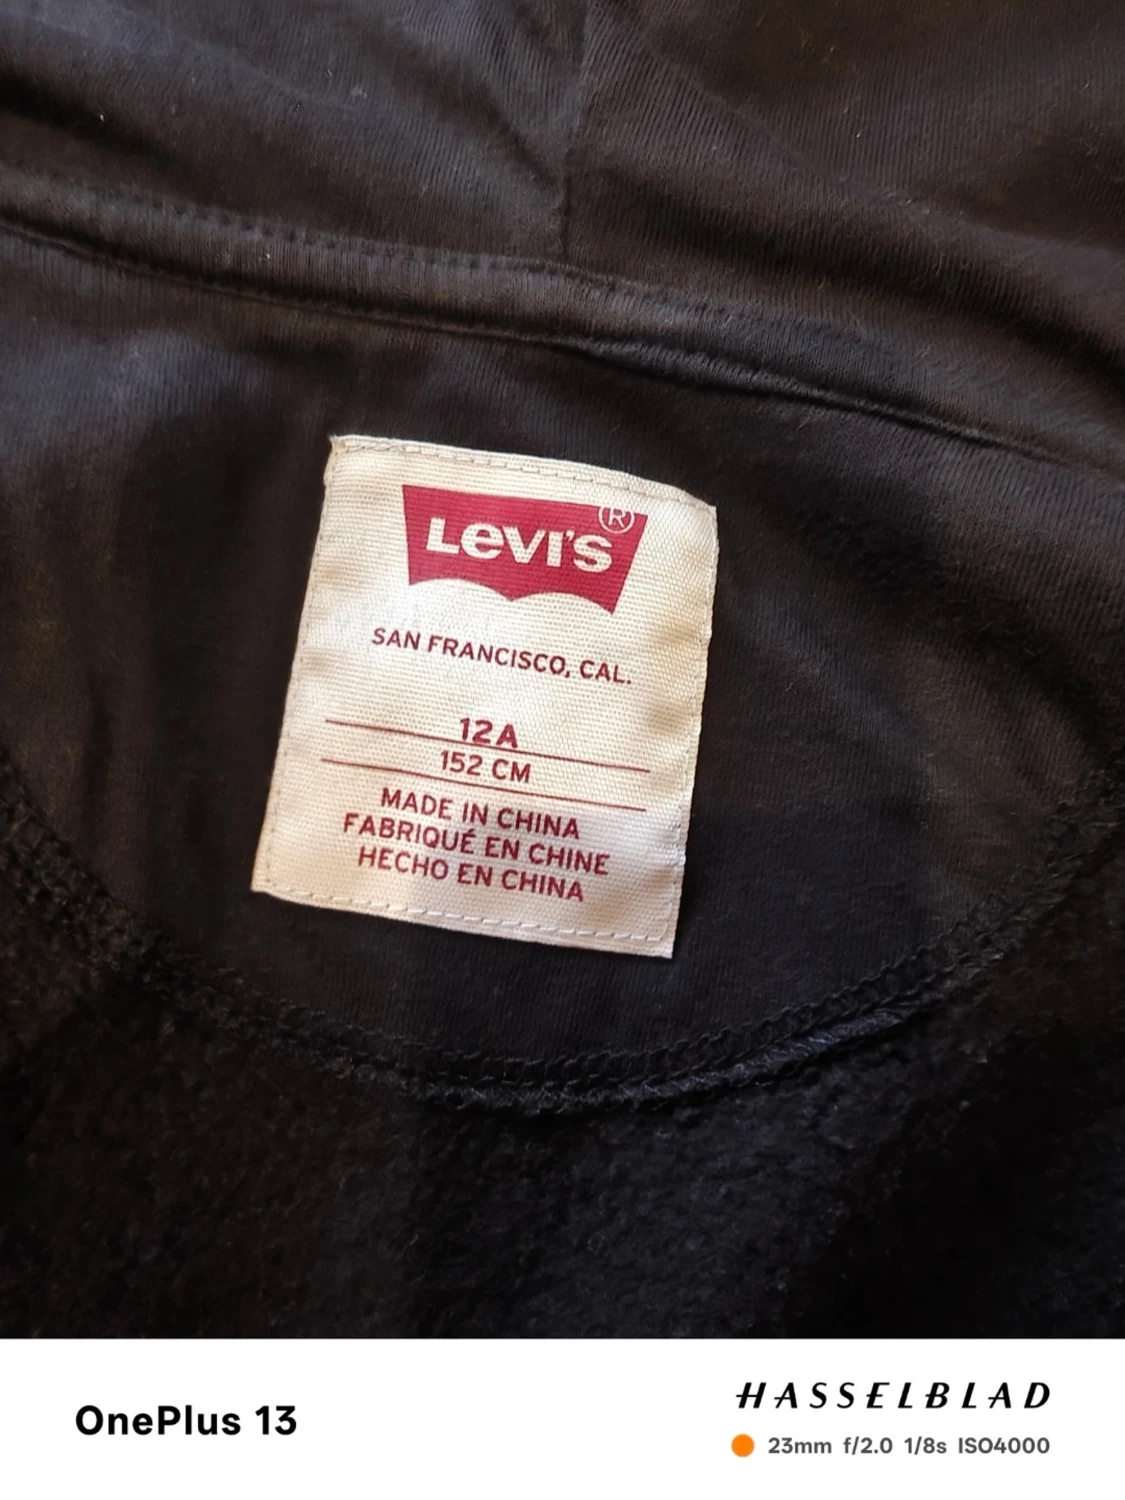 LEVI'S®
SAN FRANCISCO, CAL.
12A
152 CM
MADE IN CHINA
FABRIQUÉ EN CHINE
HECHO EN CHINA
OnePlus 13
HASSELBLAD
23mm f/2.0 1/8s ISO4000